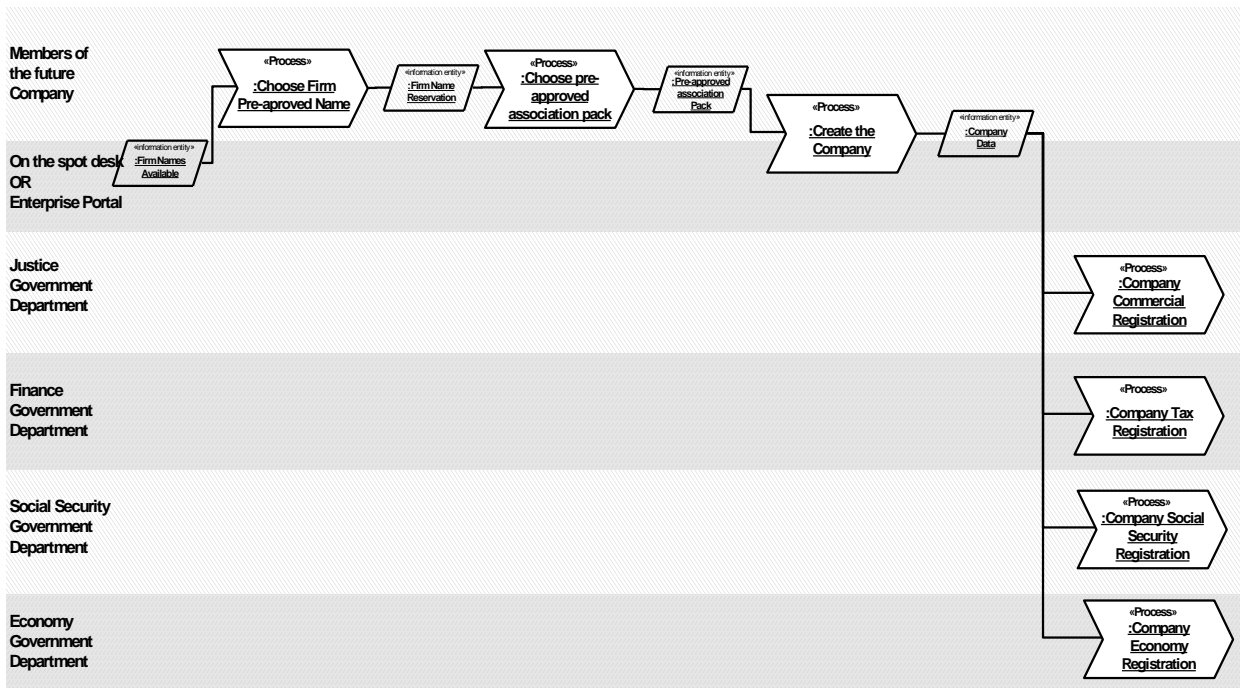 Members of
the future
Company
«Process»
:Choose Firm
Pre-aproved Name
«information entity»
:Firm Name
Reservation
«Process»
:Choose pre-
approved
association pack
«information entity»
:Pre-approved
association
Pack
«Process»
:Create the
Company
«information entity»
:Company
Data
On the spot desk
OR
Enterprise Portal
«information entity»
:Firm Names
Available
Justice
Government
Department
«Process»
:Company
Commercial
Registration
Finance
Government
Department
«Process»
:Company Tax
Registration
Social Security
Government
Department
«Process»
:Company Social
Security
Registration
Economy
Government
Department
«Process»
:Company
Economy
Registration